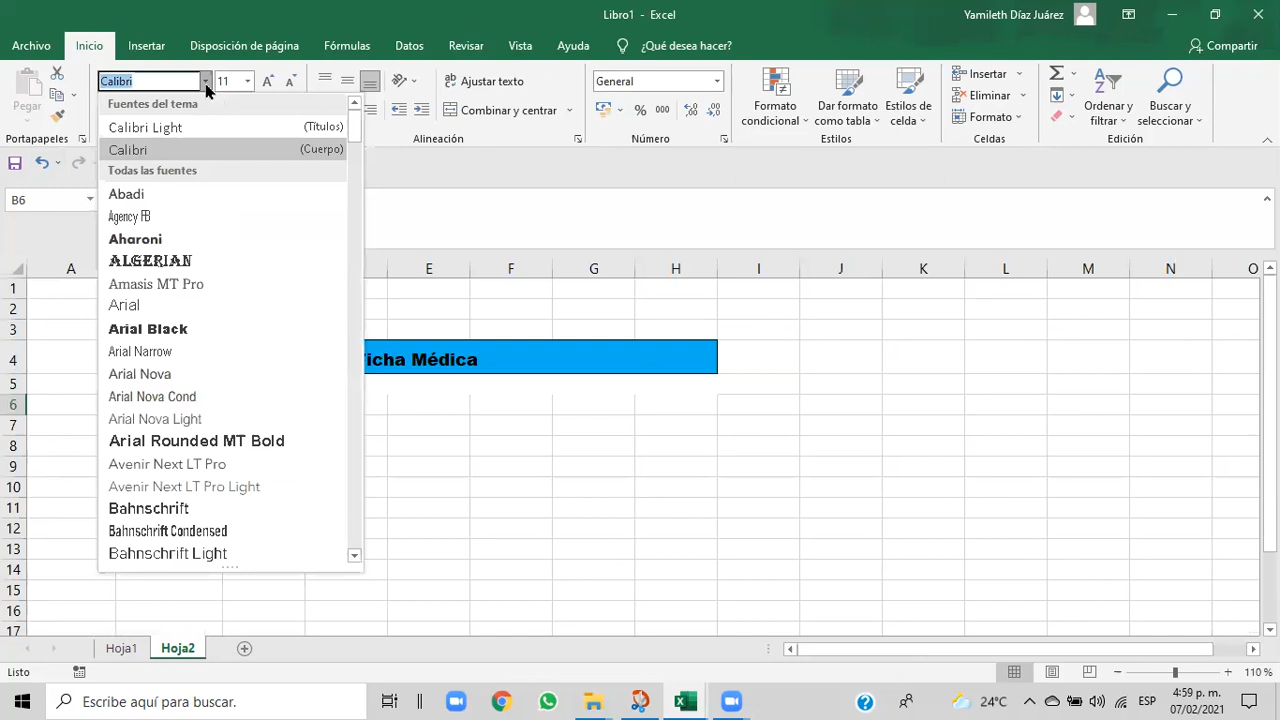 Libro1 - Excel
Yamileth Díaz Juárez
Archivo Inicio Insertar Disposición de página Fórmulas Datos Revisar Vista Ayuda ¿Qué desea hacer? Compartir
Pegar
Portapapeles
Calibri 11
Ajustar texto
Combinar y centrar
Alineación
General
$ % 000
Número
Formato condicional
Dar formato como tabla
Estilos de celda
Estilos
Insertar
Eliminar
Formato
Celdas
Ordenar y filtrar
Buscar y seleccionar
Edición
B6
Fuentes del tema
Calibri Light (Títulos)
Calibri (Cuerpo)
Todas las fuentes
Abadi
Agency FB
Aharoni
ALGERIAN
Amasis MT Pro
Arial
Arial Black
Arial Narrow
Arial Nova
Arial Nova Cond
Arial Nova Light
Arial Rounded MT Bold
Avenir Next LT Pro
Avenir Next LT Pro Light
Bahnschrift
Bahnschrift Condensed
Bahnschrift Light
A E F G H I J K L M N O
1
2
3
4 icha Médica
5
6
7
8
9
10
11
12
13
14
15
16
17
Hoja1 Hoja2
Listo
110 %
Escribe aquí para buscar.
24°C
ESP
4:59 p. m.
07/02/2021